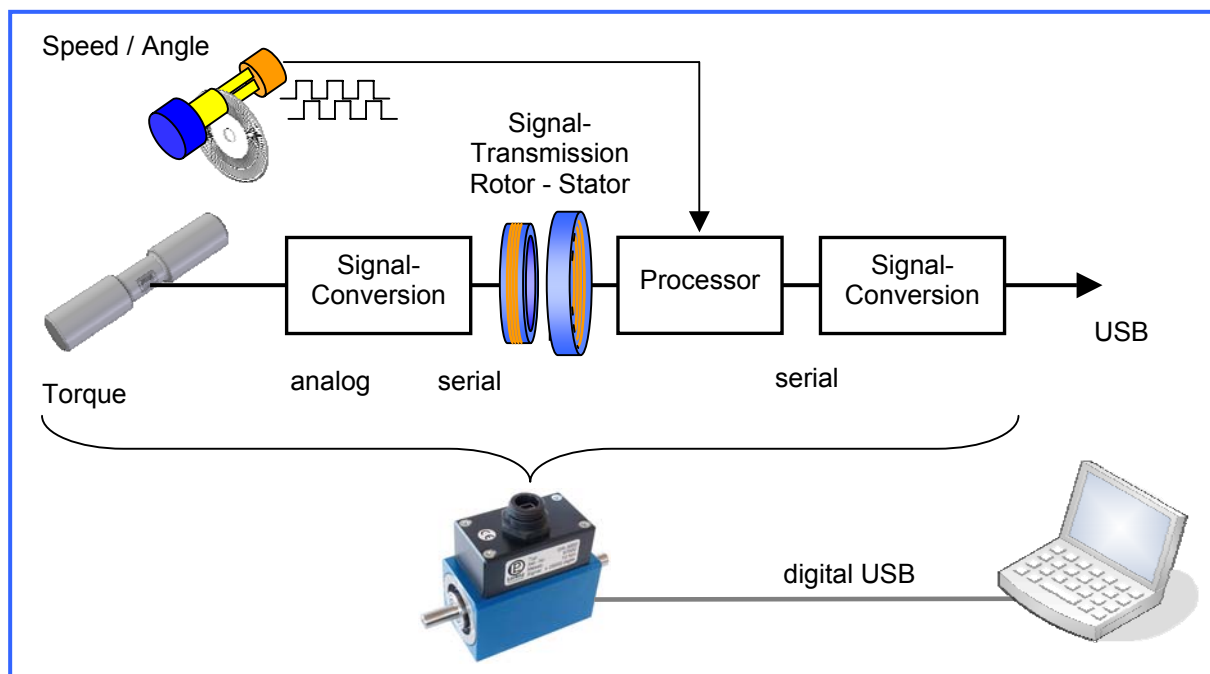 Speed / Angle
Signal-
Transmission
Rotor - Stator
Signal-
Conversion
Processor
Signal-
Conversion
USB
analog
serial
serial
Torque
digital USB